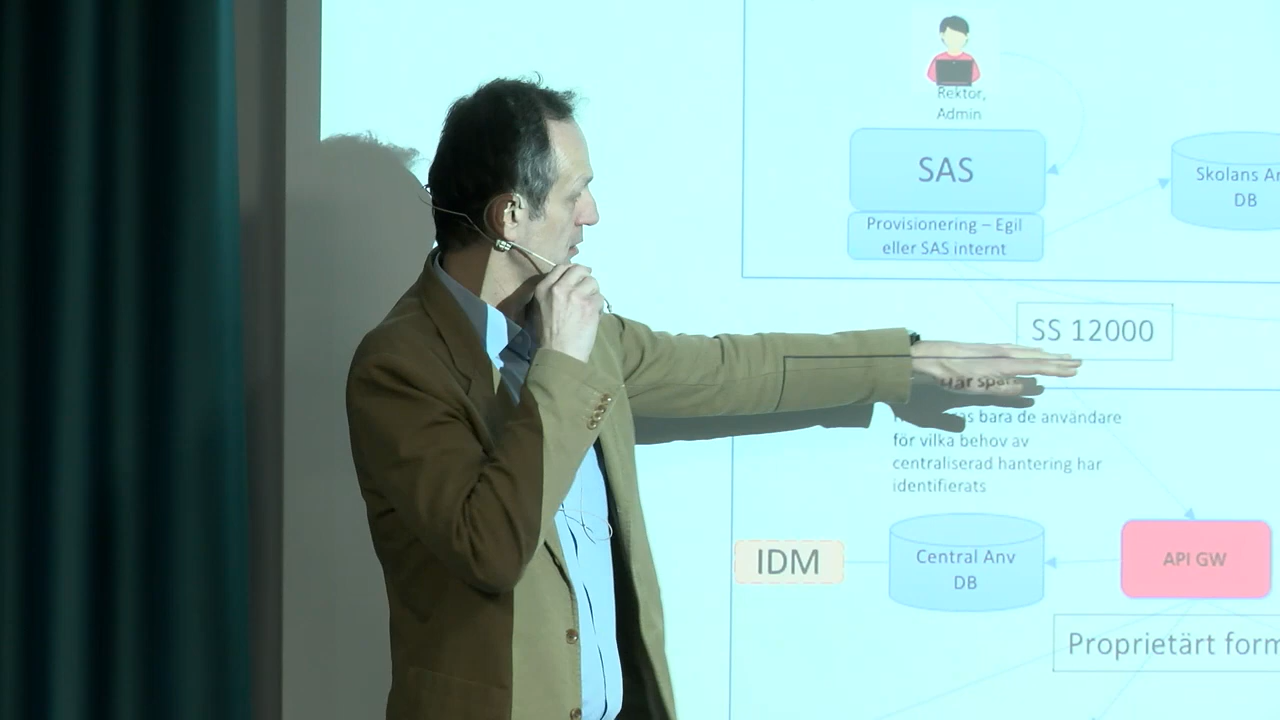 Rektor,
Admin
SAS
Provisionering – Egil
eller SAS internt
Skolans
DB
SS 12000
Här
bara de användare
för vilka behov av
centraliserad hantering har
identifierats
IDM
Central Anv
DB
API GW
Proprietärt